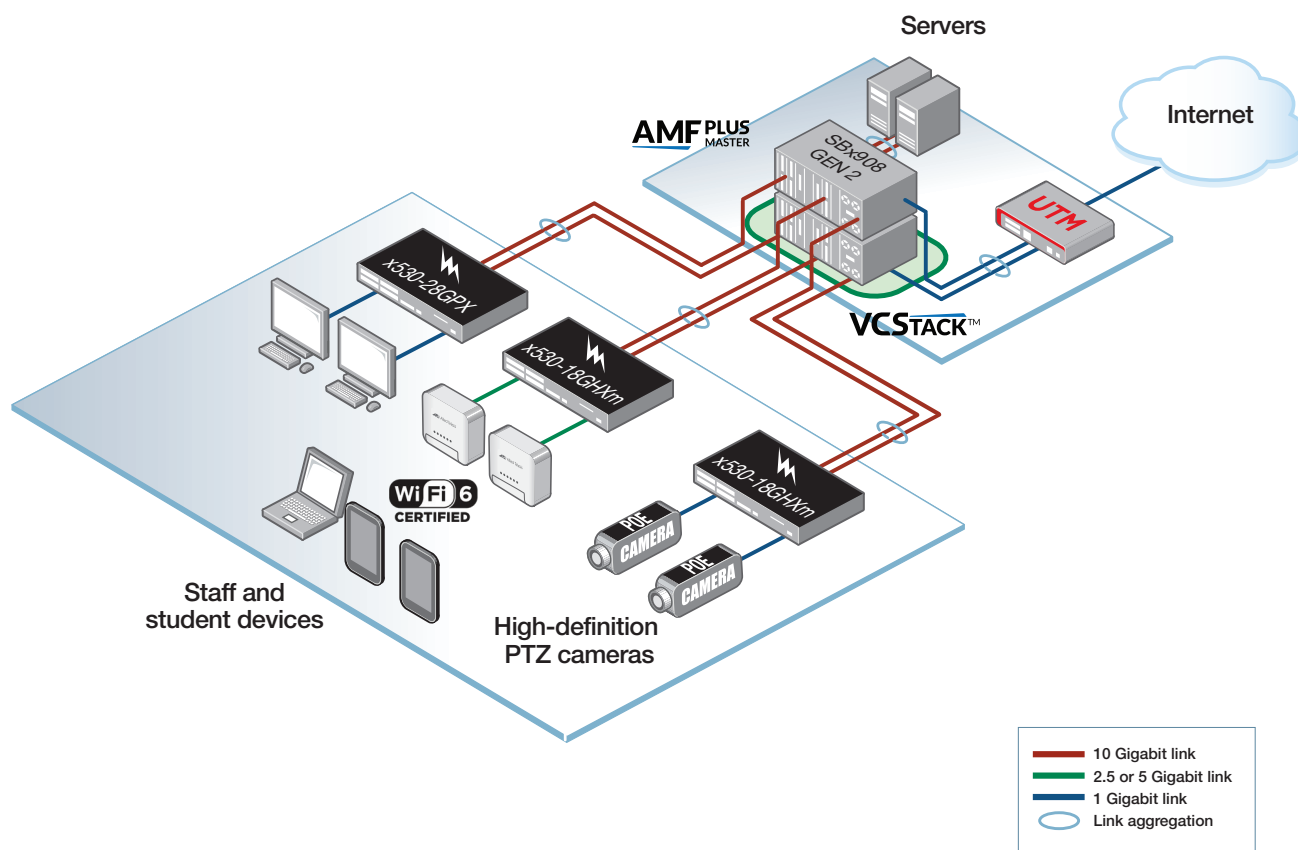 Servers
Internet
AMF PLUS
MASTER
SBx908
GEN 2
UTM
VCSTACK™
x530-28GPX
x530-18GHXm
x530-18GHXm
WiFi 6
CERTIFIED
POE
CAMERA
POE
CAMERA
Staff and
student devices
High-definition
PTZ cameras
10 Gigabit link
2.5 or 5 Gigabit link
1 Gigabit link
Link aggregation